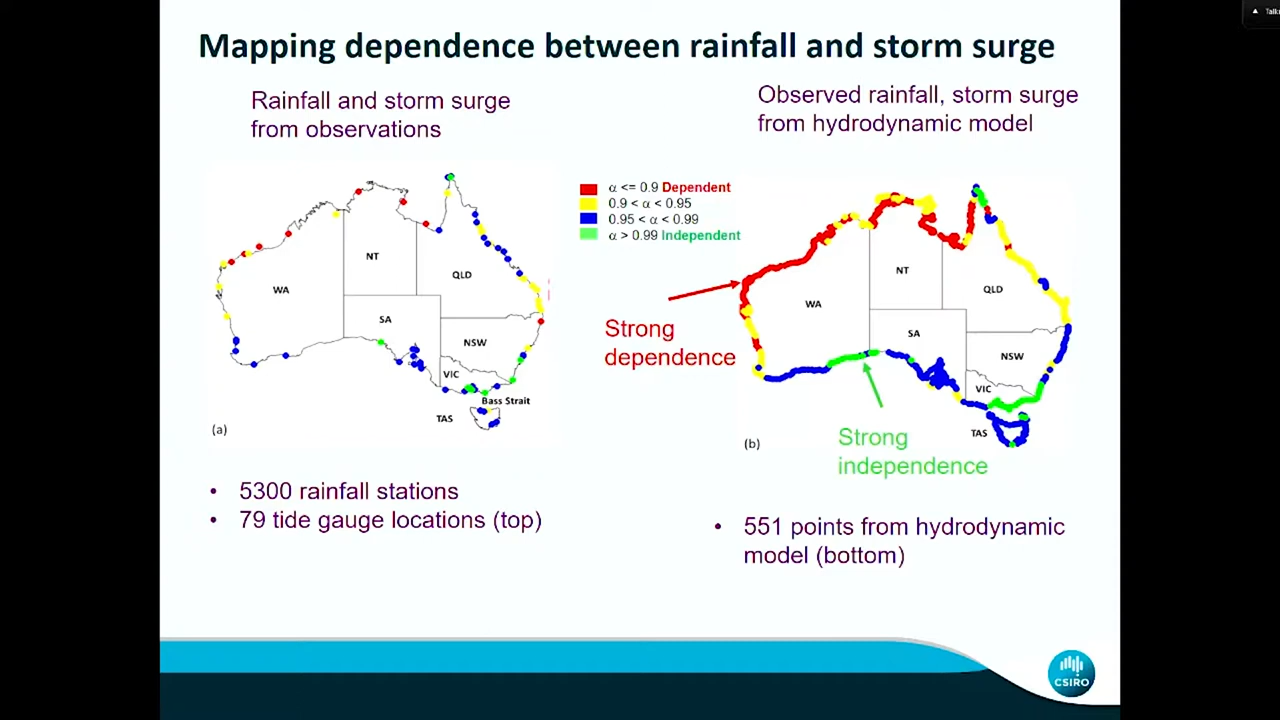 Mapping dependence between rainfall and storm surge
Rainfall and storm surge
from observations
Observed rainfall, storm surge
from hydrodynamic model
α <= 0.9 Dependent
0.9 < α < 0.95
0.95 < α < 0.99
α > 0.99 Independent
NT
WA
QLD
SA
NSW
VIC
Bass Strait
TAS
(a)
Strong
dependence
NT
WA
QLD
SA
NSW
VIC
TAS
(b)
Strong
independence
• 5300 rainfall stations
• 79 tide gauge locations (top)
• 551 points from hydrodynamic
model (bottom)
CSIRO